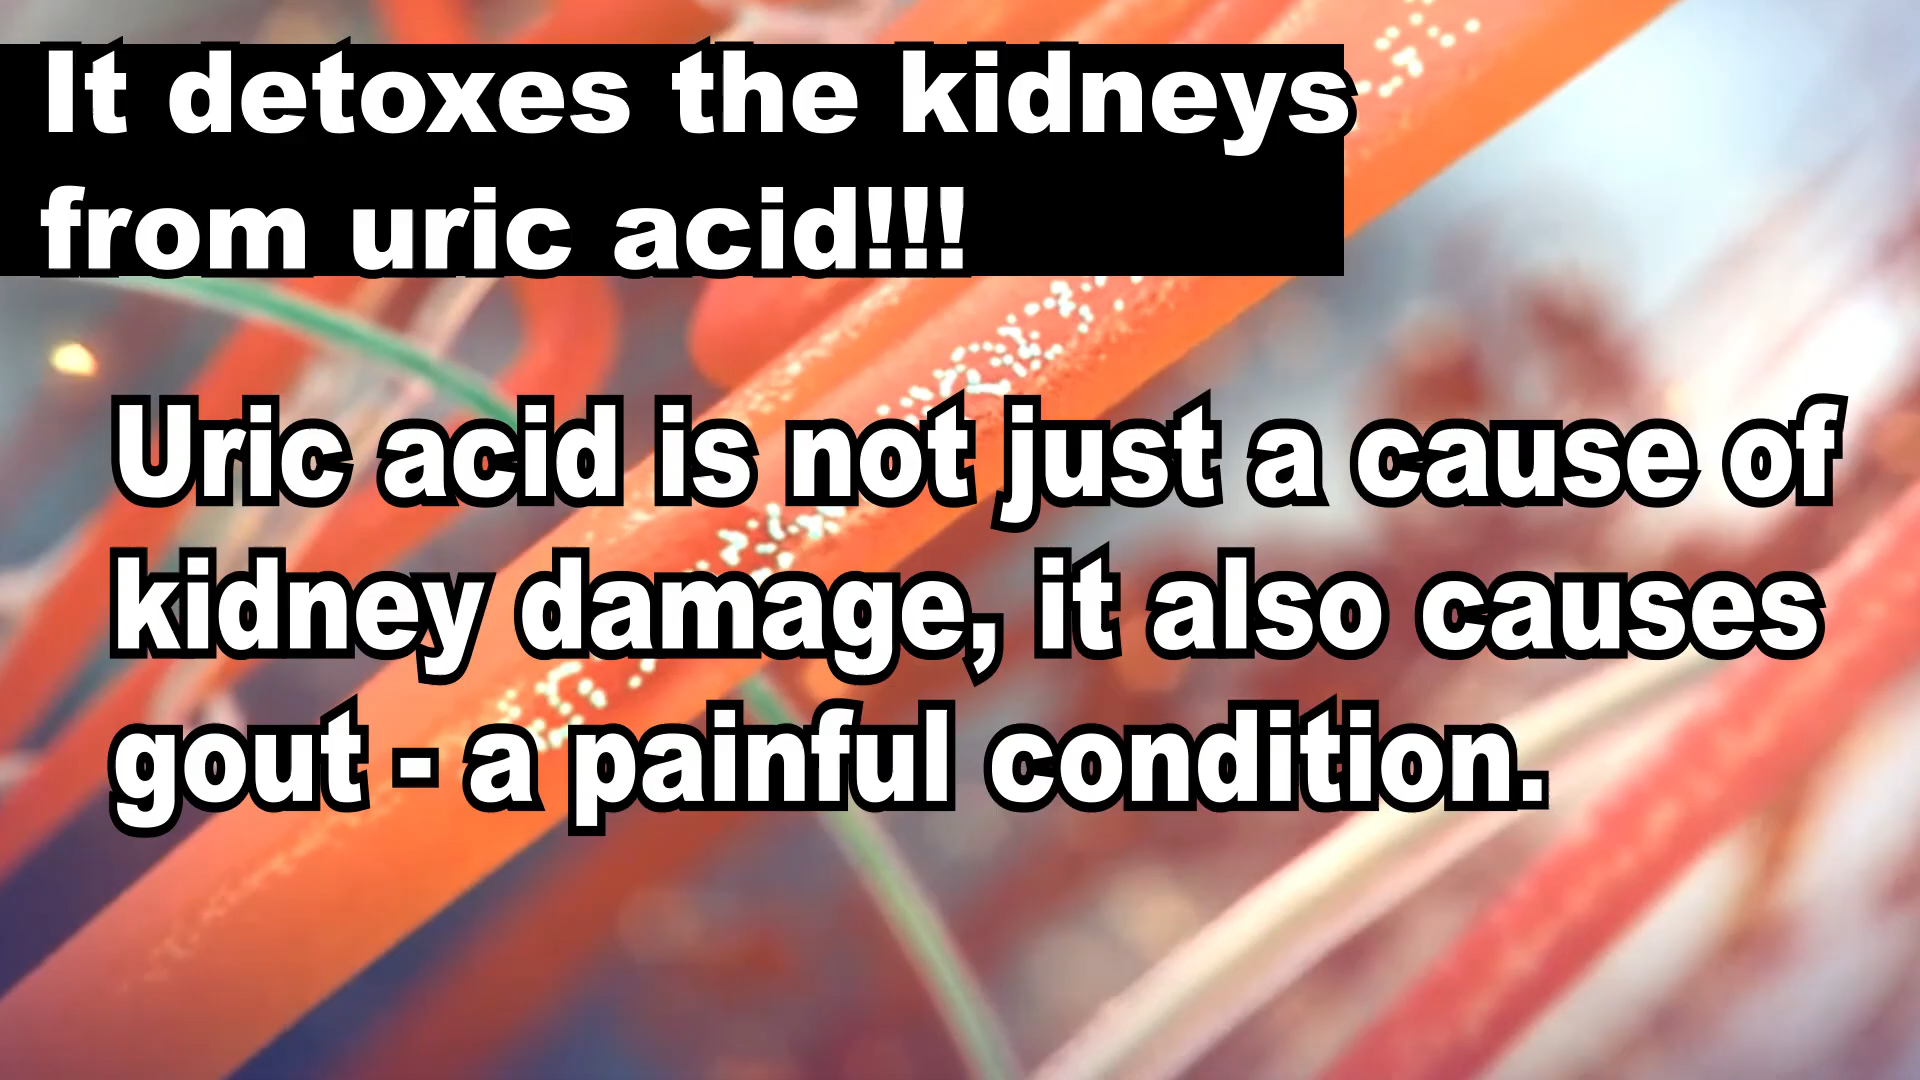 It detoxes the kidneys
from uric acid!!!
Uric acid is not just a cause of
kidney damage, it also causes
gout - a painful condition.